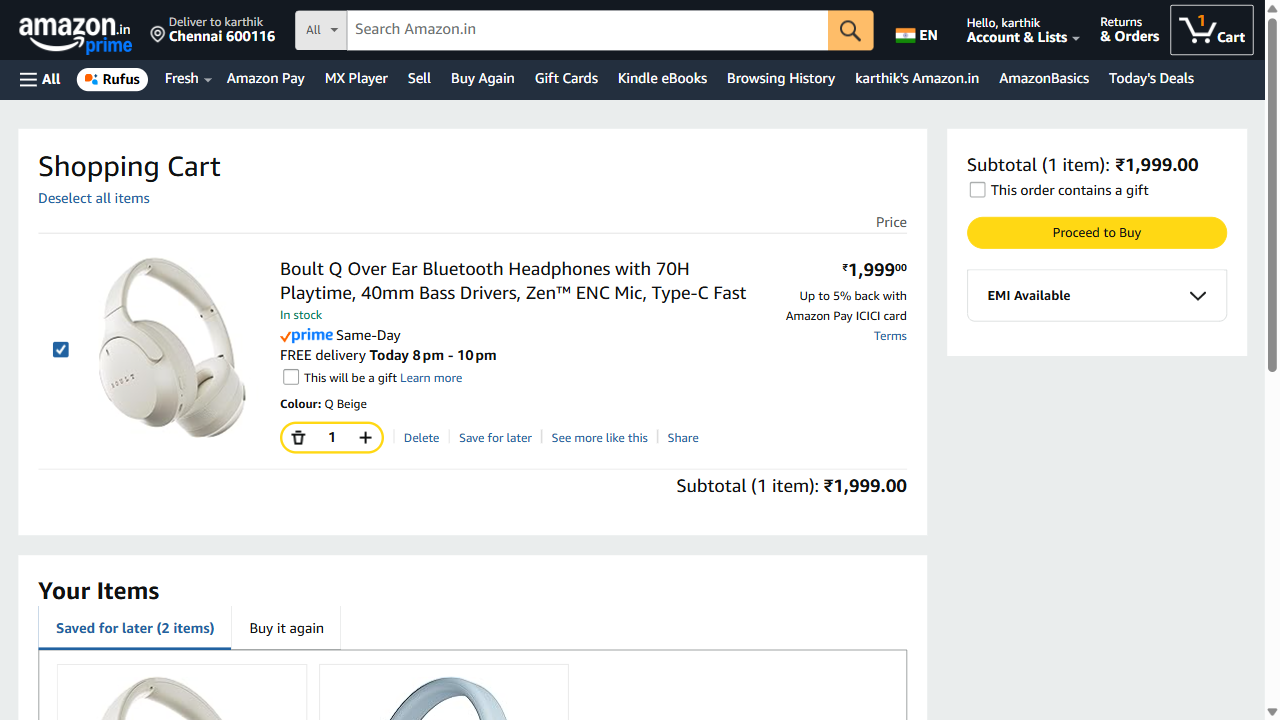 amazon.in
prime
Deliver to karthik
Chennai 600116
All
Search Amazon.in
EN
Hello, karthik
Account & Lists
Returns
& Orders
1
Cart
All
Rufus
Fresh
Amazon Pay
MX Player
Sell
Buy Again
Gift Cards
Kindle eBooks
Browsing History
karthik's Amazon.in
AmazonBasics
Today's Deals
Shopping Cart
Deselect all items
Price
Boult Q Over Ear Bluetooth Headphones with 70H
Playtime, 40mm Bass Drivers, Zen™ ENC Mic, Type-C Fast
In stock
prime Same-Day
FREE delivery Today 8 pm - 10 pm
This will be a gift Learn more
Colour: Q Beige
1
Delete
Save for later
See more like this
Share
₹1,99900
Up to 5% back with
Amazon Pay ICICI card
Terms
BOULT
Subtotal (1 item): ₹1,999.00
Subtotal (1 item): ₹1,999.00
This order contains a gift
Proceed to Buy
EMI Available
Your Items
Saved for later (2 items)
Buy it again